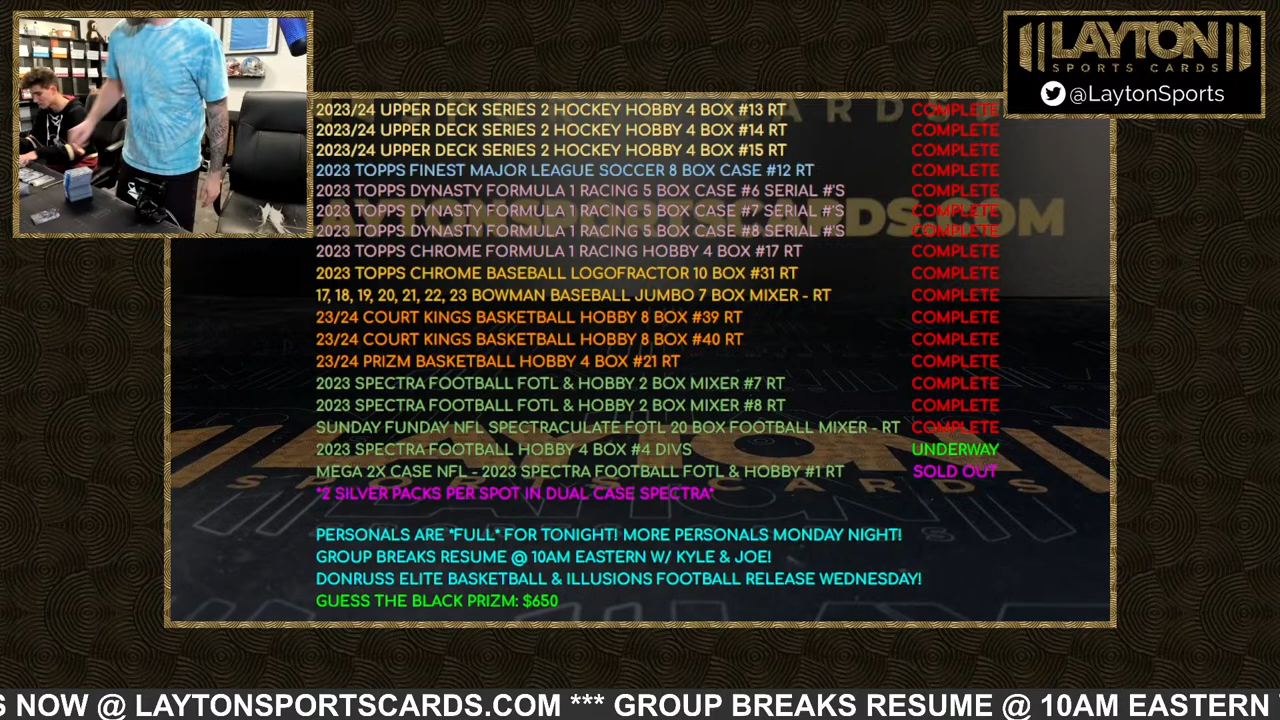 LAYTON
SPORTS CARDS
@LaytonSports
2023/24 UPPER DECK SERIES 2 HOCKEY HOBBY 4 BOX #13 RT COMPLETE
2023/24 UPPER DECK SERIES 2 HOCKEY HOBBY 4 BOX #14 RT COMPLETE
2023/24 UPPER DECK SERIES 2 HOCKEY HOBBY 4 BOX #15 RT COMPLETE
2023 TOPPS FINEST MAJOR LEAGUE SOCCER 8 BOX CASE #12 RT COMPLETE
2023 TOPPS DYNASTY FORMULA 1 RACING 5 BOX CASE #6 SERIAL #'S COMPLETE
2023 TOPPS DYNASTY FORMULA 1 RACING 5 BOX CASE #7 SERIAL #'S COMPLETE
2023 TOPPS DYNASTY FORMULA 1 RACING 5 BOX CASE #8 SERIAL #'S COMPLETE
2023 TOPPS CHROME FORMULA 1 RACING HOBBY 4 BOX #17 RT COMPLETE
2023 TOPPS CHROME BASEBALL LOGOFRACTOR 10 BOX #31 RT COMPLETE
17, 18, 19, 20, 21, 22, 23 BOWMAN BASEBALL JUMBO 7 BOX MIXER - RT COMPLETE
23/24 COURT KINGS BASKETBALL HOBBY 8 BOX #39 RT COMPLETE
23/24 COURT KINGS BASKETBALL HOBBY 8 BOX #40 RT COMPLETE
23/24 PRIZM BASKETBALL HOBBY 4 BOX #21 RT COMPLETE
2023 SPECTRA FOOTBALL FOTL & HOBBY 2 BOX MIXER #7 RT COMPLETE
2023 SPECTRA FOOTBALL FOTL & HOBBY 2 BOX MIXER #8 RT COMPLETE
SUNDAY FUNDAY NFL SPECTRACULATE FOTL 20 BOX FOOTBALL MIXER - RT COMPLETE
2023 SPECTRA FOOTBALL HOBBY 4 BOX #4 DIVS UNDERWAY
MEGA 2X CASE NFL - 2023 SPECTRA FOOTBALL FOTL & HOBBY #1 RT SOLD OUT
*2 SILVER PACKS PER SPOT IN DUAL CASE SPECTRA*
PERSONALS ARE *FULL* FOR TONIGHT! MORE PERSONALS MONDAY NIGHT!
GROUP BREAKS RESUME @ 10AM EASTERN W/ KYLE & JOE!
DONRUSS ELITE BASKETBALL & ILLUSIONS FOOTBALL RELEASE WEDNESDAY!
GUESS THE BLACK PRIZM: $650
S NOW @ LAYTONSPORTSCARDS.COM *** GROUP BREAKS RESUME @ 10AM EASTERN